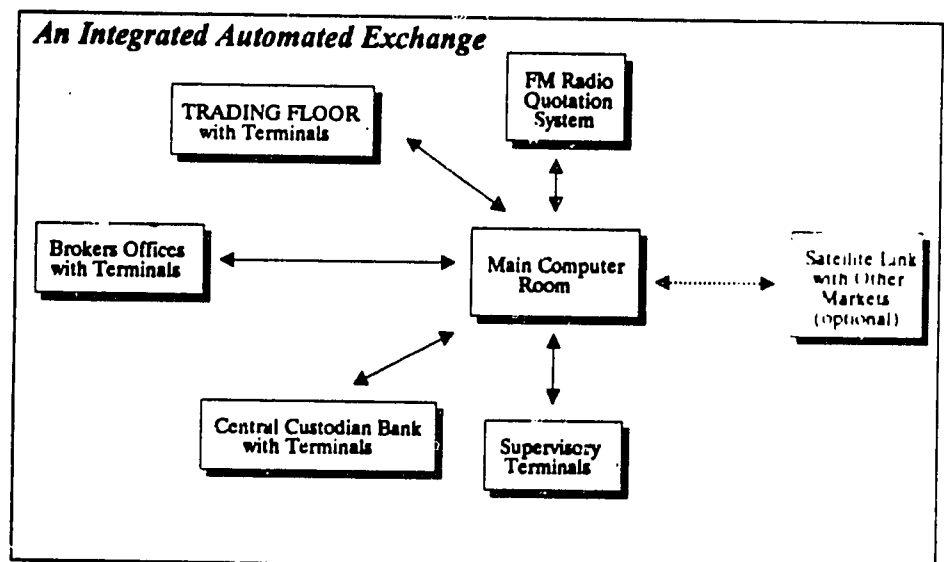 An Integrated Automated Exchange
FM Radio
Quotation
System
TRADING FLOOR
with Terminals
Brokers Offices
with Terminals
Main Computer
Room
Satellite Link
with Other
Markets
(optional)
Central Custodian Bank
with Terminals
Supervisory
Terminals